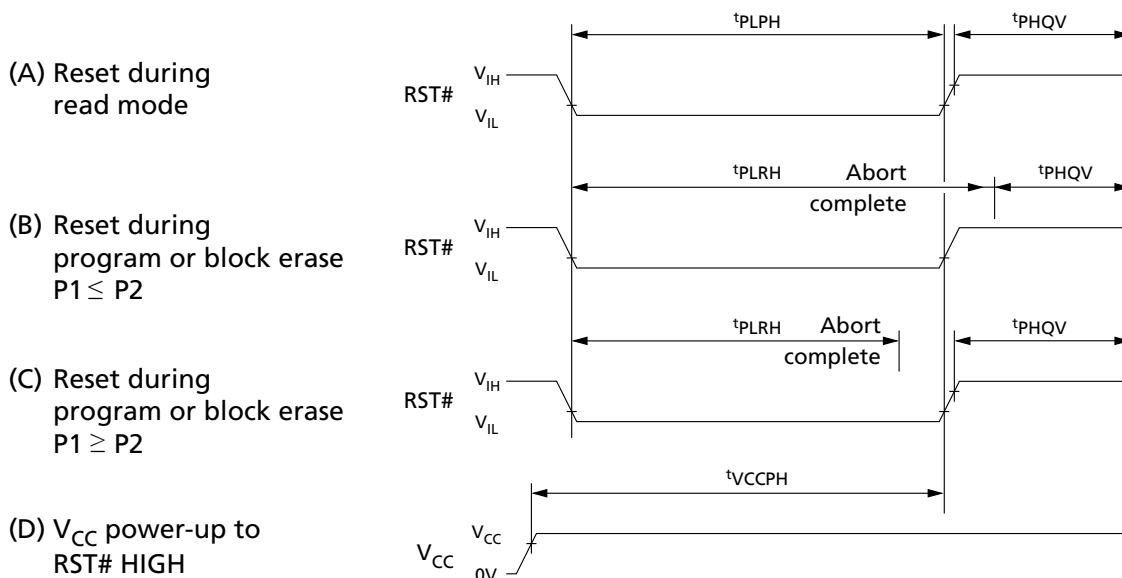 tPLPH
tPHQV
(A) Reset during
read mode
RST#
VIH
VIL
tPLRH
Abort
complete
tPHQV
(B) Reset during
program or block erase
P1 ≤ P2
RST#
VIH
VIL
tPLRH
Abort
complete
tPHQV
(C) Reset during
program or block erase
P1 ≥ P2
RST#
VIH
VIL
tVCCPH
(D) VCC power-up to
RST# HIGH
VCC
VCC
0V